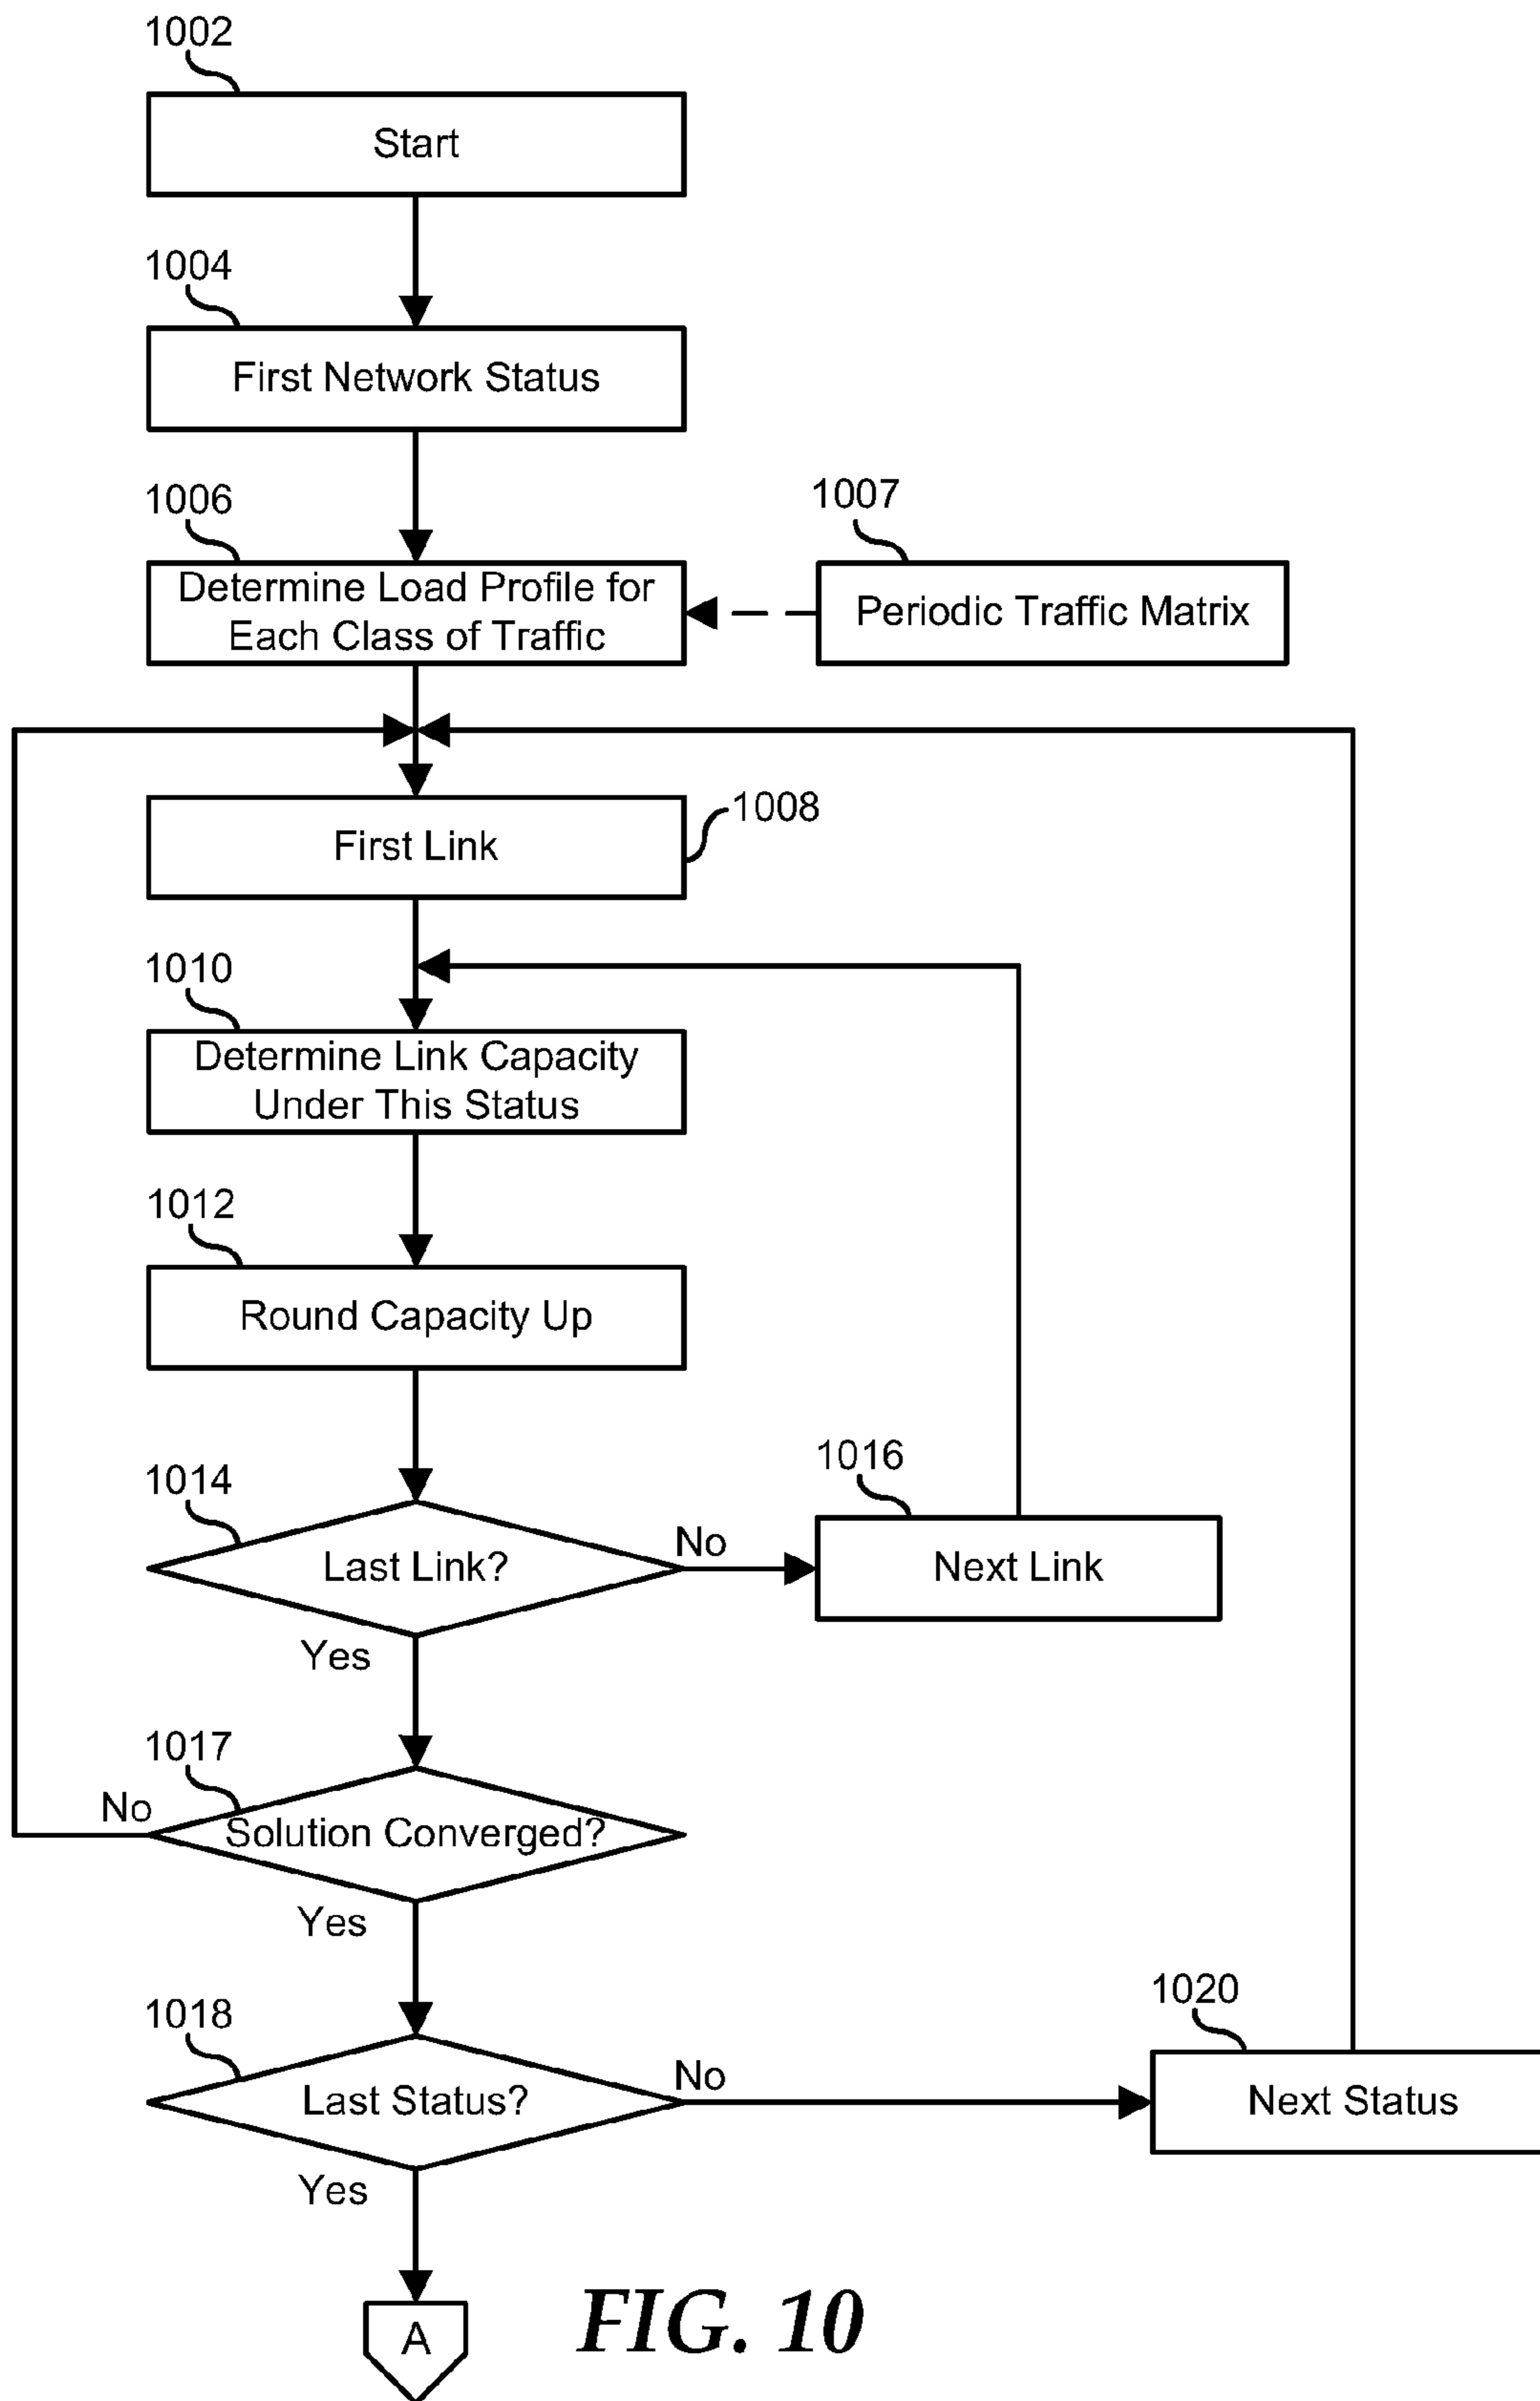 1002
Start
1004
First Network Status
1006
1007
Determine Load Profile for
Each Class of Traffic
Periodic Traffic Matrix
First Link
1008
1010
Determine Link Capacity
Under This Status
1012
Round Capacity Up
1014
1016
Last Link?
No
Next Link
Yes
1017
No
Solution Converged?
Yes
1018
1020
Last Status?
No
Next Status
Yes
A
FIG. 10